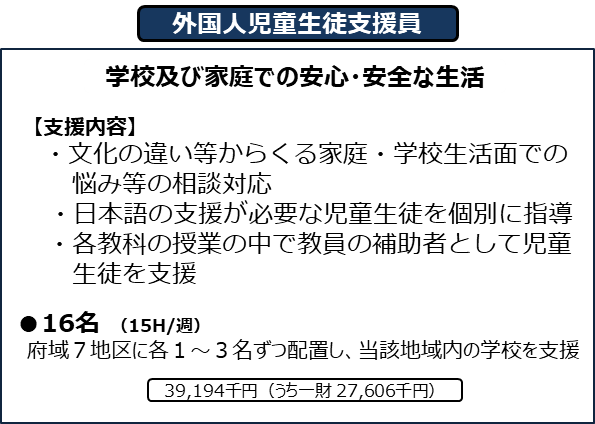 外国人児童生徒支援員
学校及び家庭での安心・安全な生活
【支援内容】
・文化の違い等からくる家庭・学校生活面での
悩み等の相談対応
・日本語の支援が必要な児童生徒を個別に指導
・各教科の授業の中で教員の補助者として児童
生徒を支援
●16名 （15H/週）
府域７地区に各１～３名ずつ配置し、当該地域内の学校を支援
39,194千円（うち一財 27,606千円）